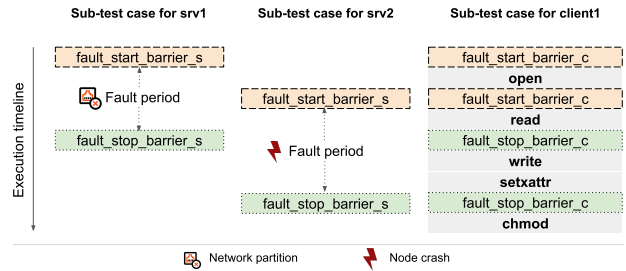 Sub-test case for srv1
Sub-test case for srv2
Sub-test case for client1
Execution timeline
fault_start_barrier_s
Fault period
fault_stop_barrier_s
fault_start_barrier_s
Fault period
fault_stop_barrier_s
fault_start_barrier_c
open
fault_start_barrier_c
read
fault_stop_barrier_c
write
setxattr
fault_stop_barrier_c
chmod
Network partition
Node crash